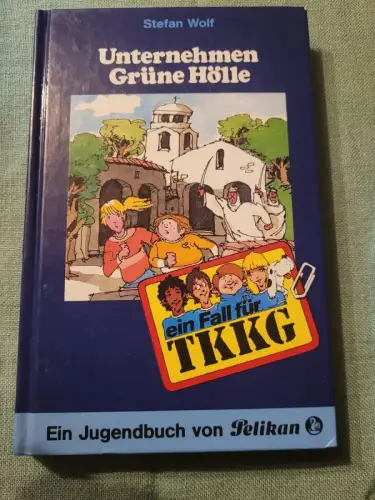 Stefan Wolf
Unternehmen
Grüne Hölle
ein Fall für
TKKG
Ein Jugendbuch von Pelikan